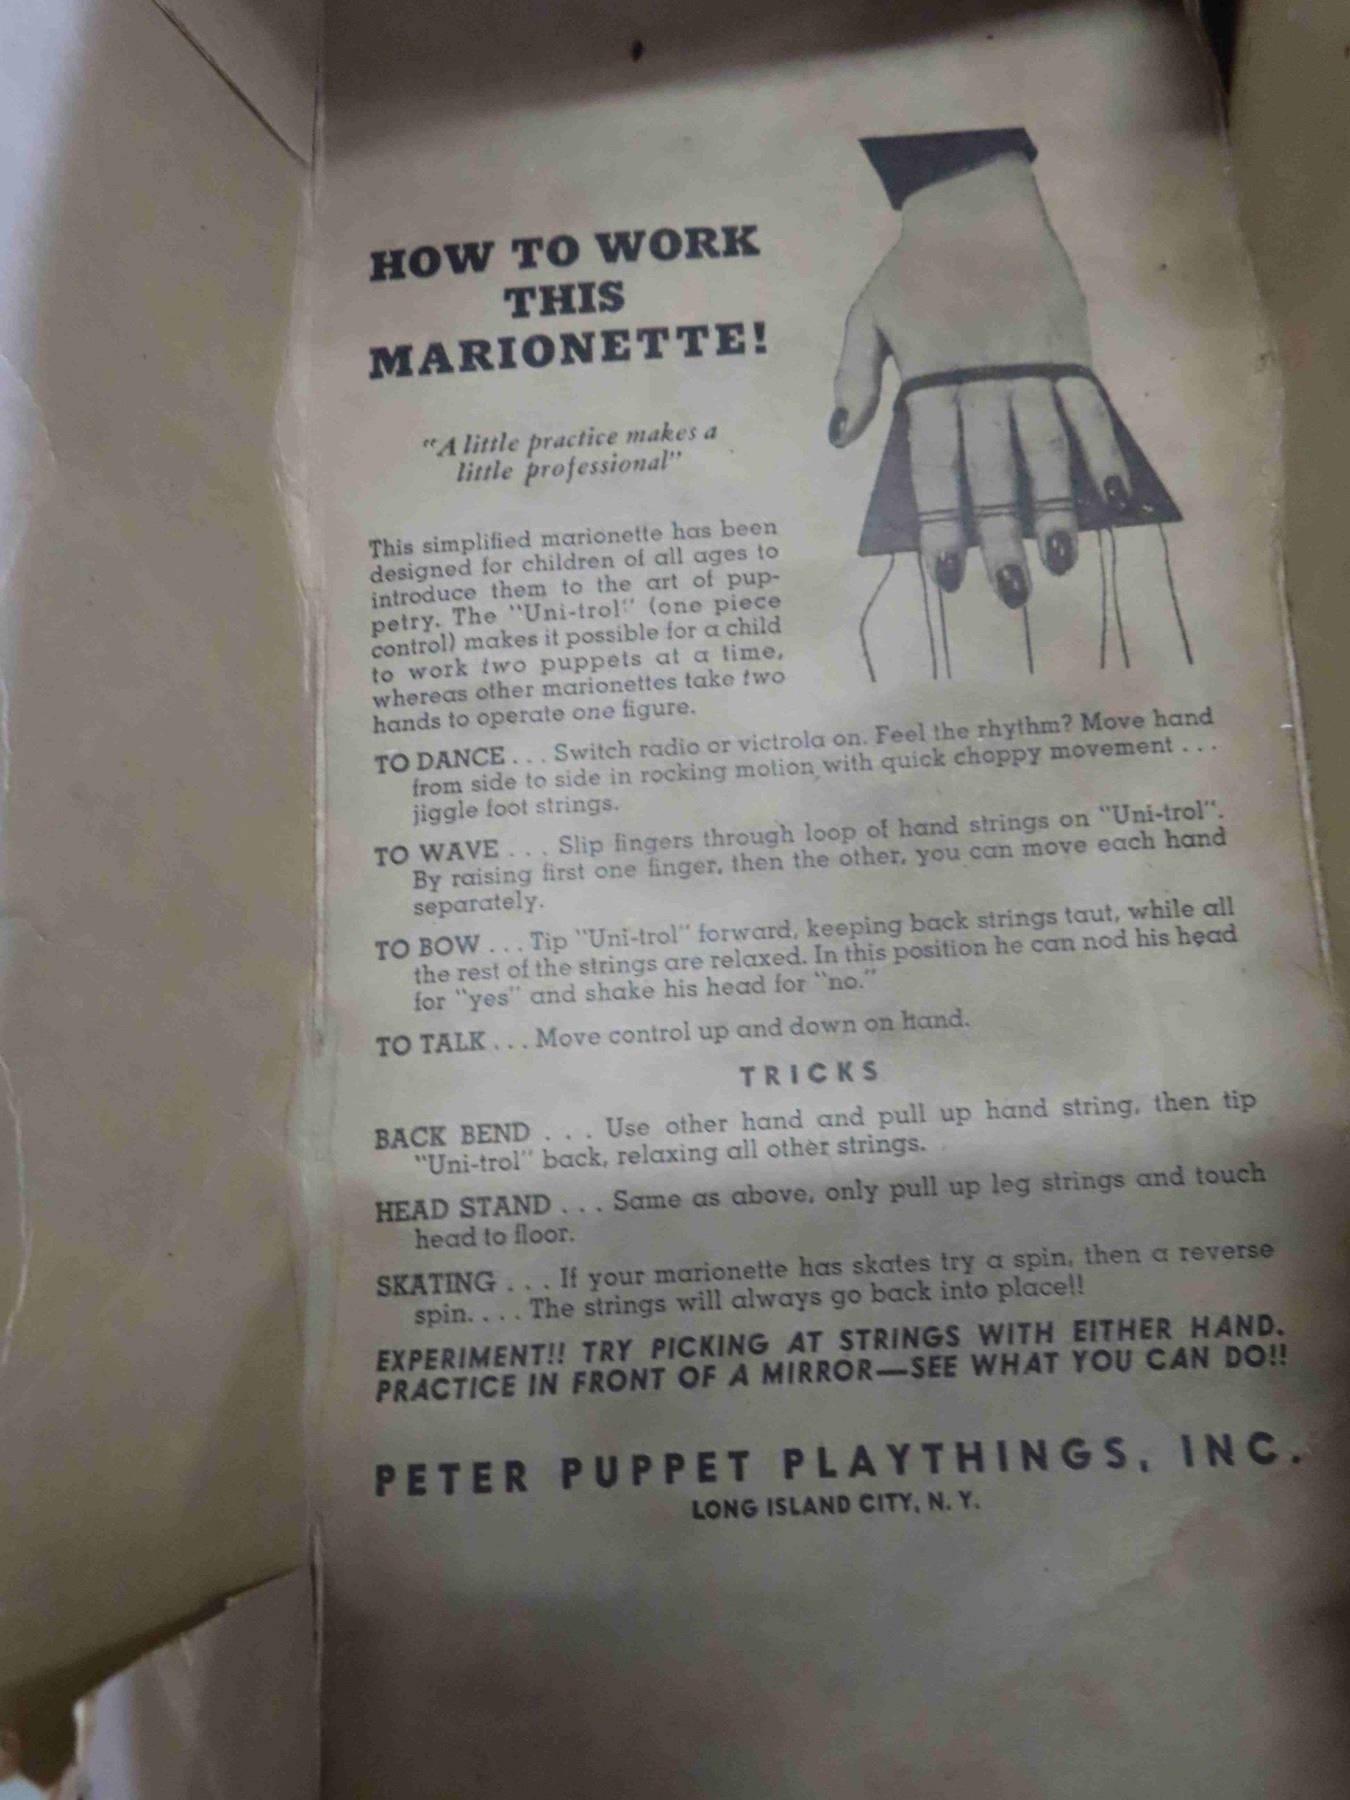 HOW TO WORK
THIS
MARIONETTE!
"A little practice makes a
little professional"
This simplified marionette has been
designed for children of all ages to
introduce them to the art of pup-
petry. The "Uni-trol" (one piece
control) makes it possible for a child
to work two puppets at a time,
whereas other marionettes take two
hands to operate one figure.
TO DANCE . . . Switch radio or victrola on. Feel the rhythm? Move hand
from side to side in rocking motion with quick choppy movement . . .
jiggle foot strings.
TO WAVE . . . Slip fingers through loop of hand strings on "Uni-trol".
By raising first one finger, then the other, you can move each hand
separately.
TO BOW . . . Tip "Uni-trol" forward, keeping back strings taut, while all
the rest of the strings are relaxed. In this position he can nod his head
for "yes" and shake his head for "no."
TO TALK . . . Move control up and down on hand.
TRICKS
BACK BEND . . . Use other hand and pull up hand string, then tip
"Uni-trol" back, relaxing all other strings.
HEAD STAND . . . Same as above, only pull up leg strings and touch
head to floor.
SKATING . . . If your marionette has skates try a spin, then a reverse
spin. . . . The strings will always go back into place!!
EXPERIMENT!! TRY PICKING AT STRINGS WITH EITHER HAND.
PRACTICE IN FRONT OF A MIRROR—SEE WHAT YOU CAN DO!!
PETER PUPPET PLAYTHINGS, INC.
LONG ISLAND CITY, N. Y.